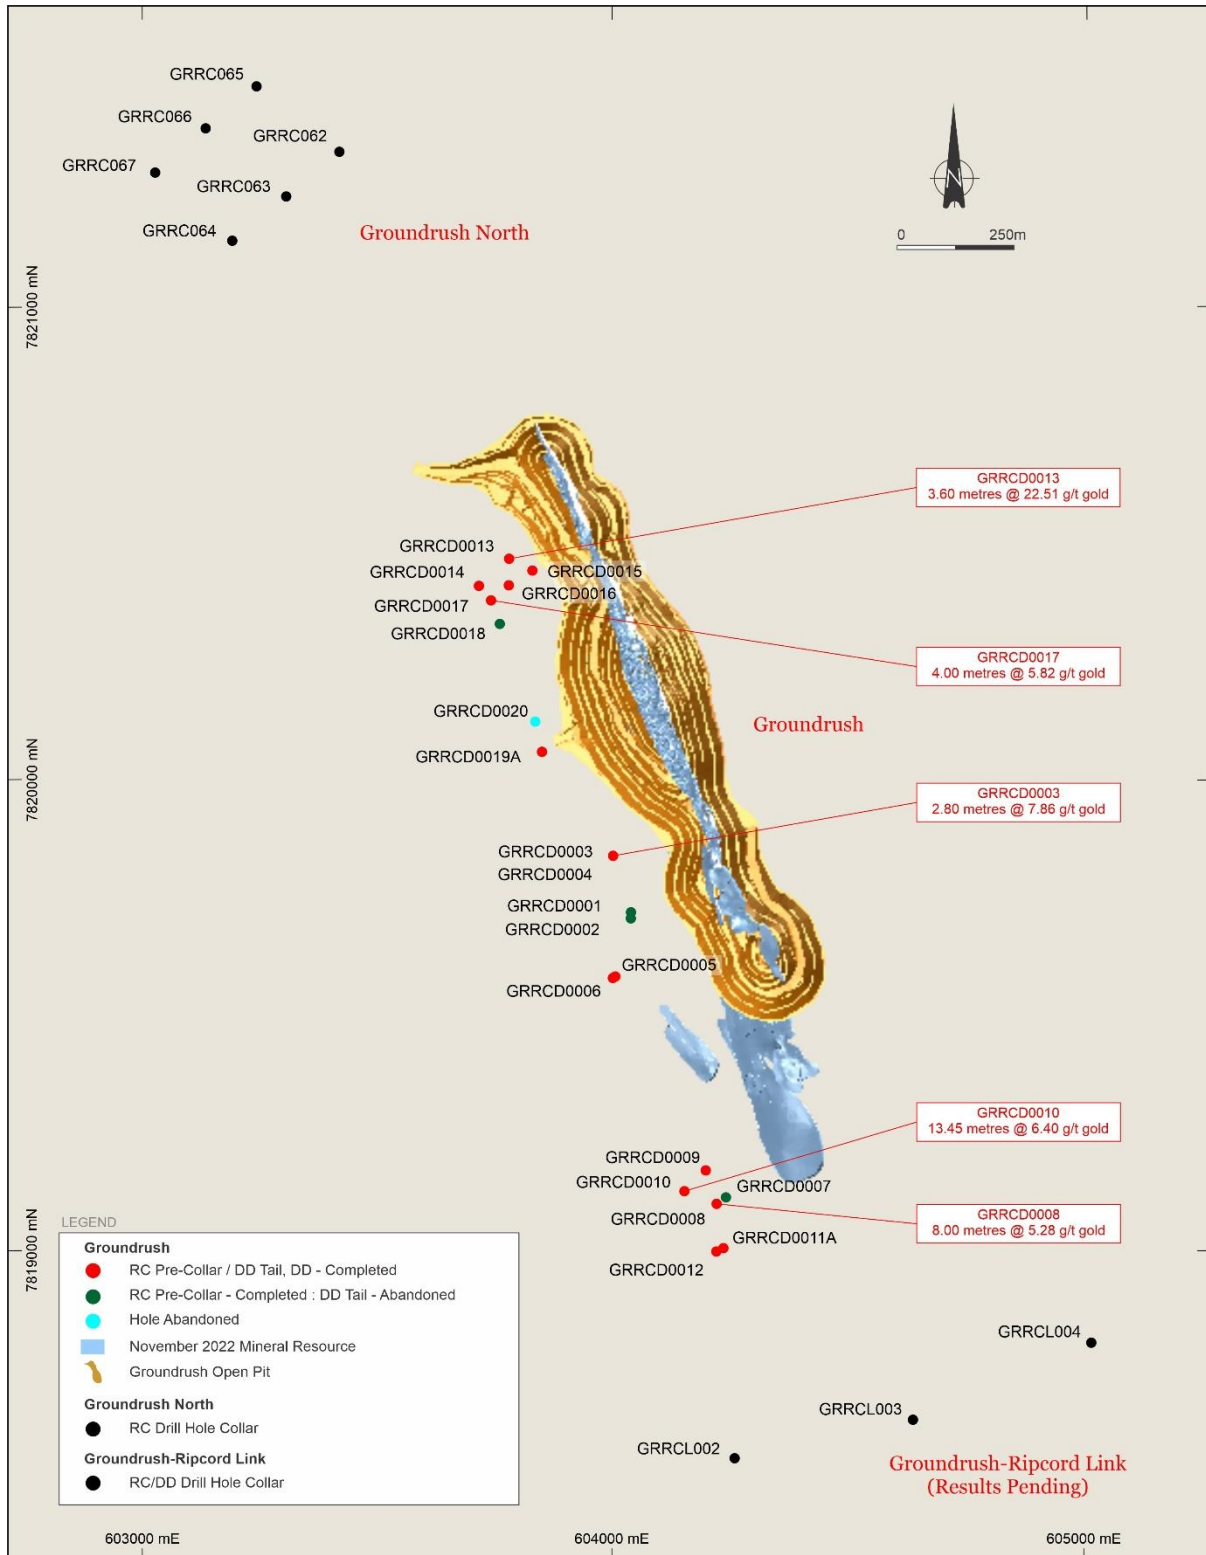 GRRC065
GRRC066
GRRC062
GRRC067
GRRC063
GRRC064
Groundrush North
N
0 250m
7821000 mN
GRRCD0013
3.60 metres @ 22.51 g/t gold
GRRCD0013
GRRCD0014
GRRCD0015
GRRCD0016
GRRCD0017
GRRCD0018
GRRCD0017
4.00 metres @ 5.82 g/t gold
GRRCD0020
Groundrush
GRRCD0019A
7820000 mN
GRRCD0003
2.80 metres @ 7.86 g/t gold
GRRCD0003
GRRCD0004
GRRCD0001
GRRCD0002
GRRCD0005
GRRCD0006
GRRCD0010
13.45 metres @ 6.40 g/t gold
GRRCD0009
GRRCD0010
GRRCD0007
GRRCD0008
GRRCD0008
8.00 metres @ 5.28 g/t gold
GRRCD0011A
GRRCD0012
7819000 mN
LEGEND
Groundrush
RC Pre-Collar / DD Tail, DD - Completed
RC Pre-Collar - Completed : DD Tail - Abandoned
Hole Abandoned
November 2022 Mineral Resource
Groundrush Open Pit
Groundrush North
RC Drill Hole Collar
Groundrush-Ripcord Link
RC/DD Drill Hole Collar
GRRCL004
GRRCL003
GRRCL002
Groundrush-Ripcord Link
(Results Pending)
603000 mE
604000 mE
605000 mE